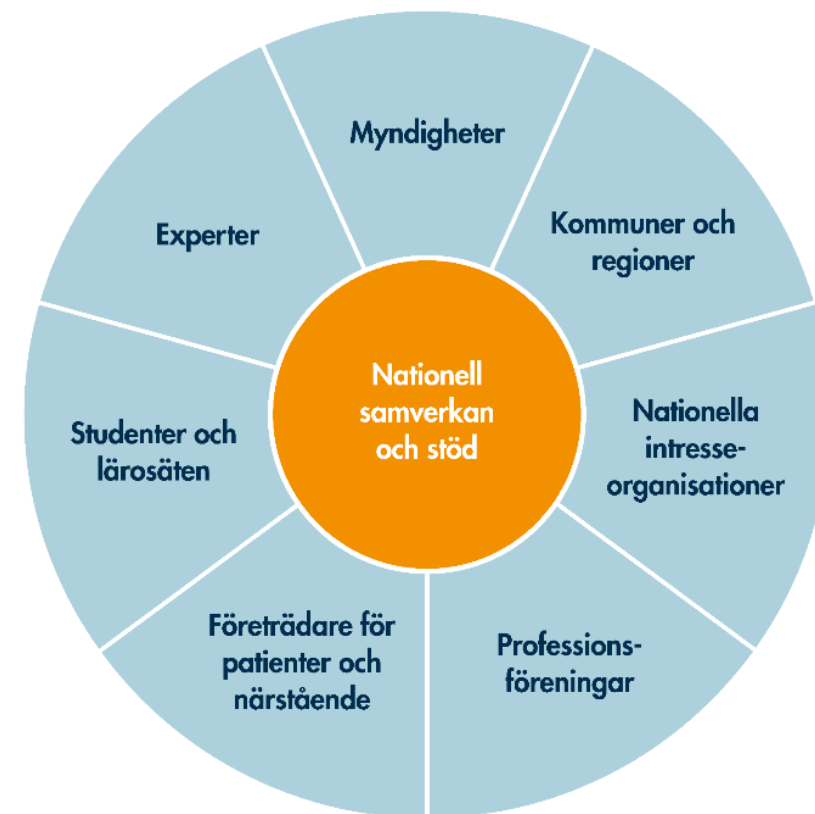 Myndigheter
Kommuner och
regioner
Nationella
intresse-
organisationer
Professions-
föreningar
Företrädare för
patienter och
närstående
Studenter och
lärosäten
Experter
Nationell
samverkan
och stöd